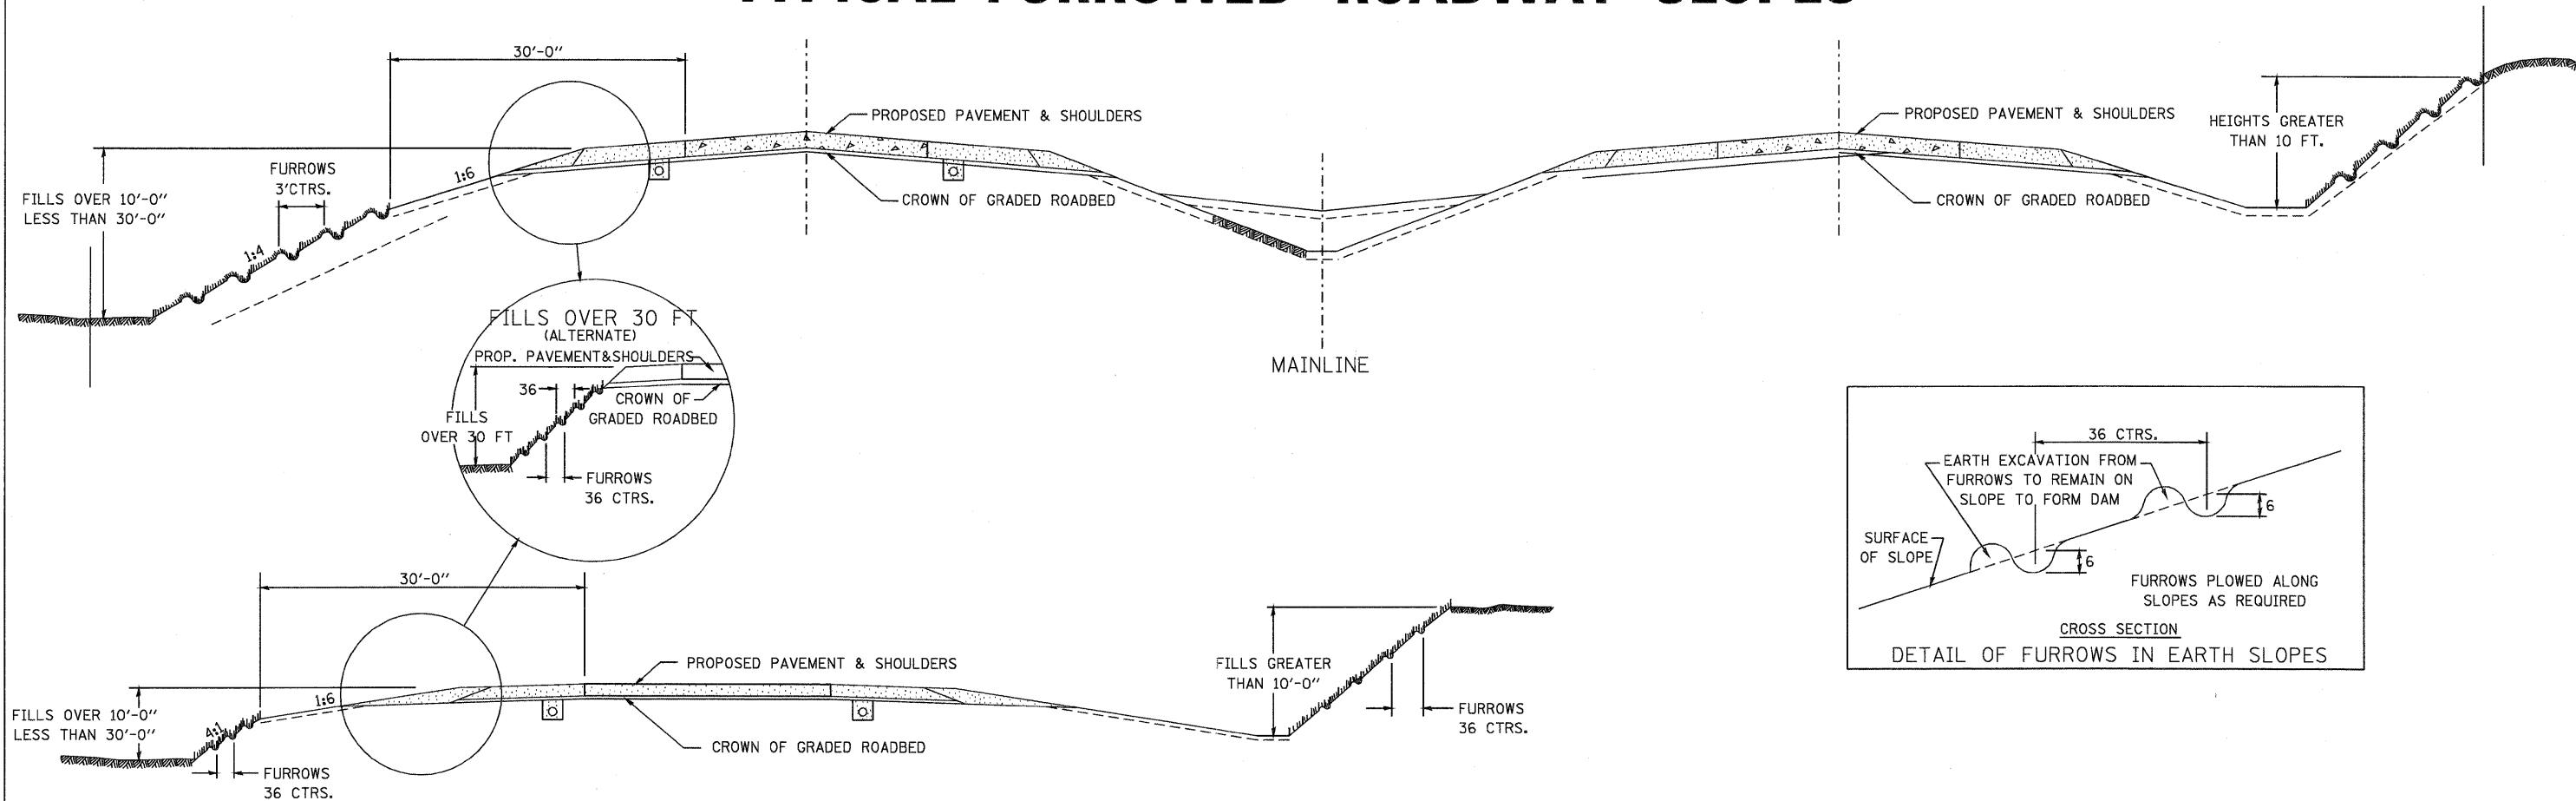 TYPICAL FURROWED ROADWAY SLOPES
30'-0"
PROPOSED PAVEMENT & SHOULDERS
PROPOSED PAVEMENT & SHOULDERS
HEIGHTS GREATER
THAN 10 FT.
FURROWS
3'CTRS.
1:6
FILLS OVER 10'-0"
LESS THAN 30'-0"
CROWN OF GRADED ROADBED
CROWN OF GRADED ROADBED
1:4
FILLS OVER 30 FT
(ALTERNATE)
PROP. PAVEMENT&SHOULDERS
36
CROWN OF
GRADED ROADBED
FILLS
OVER 30 FT
FURROWS
36 CTRS.
MAINLINE
36 CTRS.
EARTH EXCAVATION FROM
FURROWS TO REMAIN ON
SLOPE TO FORM DAM
6
SURFACE
OF SLOPE
6
FURROWS PLOWED ALONG
SLOPES AS REQUIRED
CROSS SECTION
DETAIL OF FURROWS IN EARTH SLOPES
30'-0"
PROPOSED PAVEMENT & SHOULDERS
FILLS GREATER
THAN 10'-0"
1:6
FILLS OVER 10'-0"
LESS THAN 30'-0"
4:1
FURROWS
36 CTRS.
CROWN OF GRADED ROADBED
FURROWS
36 CTRS.